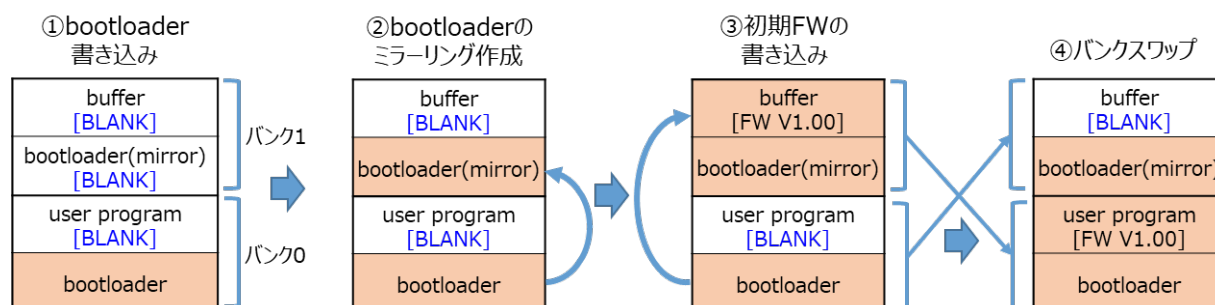 ①bootloader
書き込み
buffer
[BLANK]
bootloader(mirror)
[BLANK]
user program
[BLANK]
bootloader
バンク1
バンク0
②bootloaderの
ミラーリング作成
buffer
[BLANK]
bootloader(mirror)
user program
[BLANK]
bootloader
③初期FWの
書き込み
buffer
[FW V1.00]
bootloader(mirror)
user program
[BLANK]
bootloader
④バンクスワップ
buffer
[BLANK]
bootloader(mirror)
user program
[FW V1.00]
bootloader